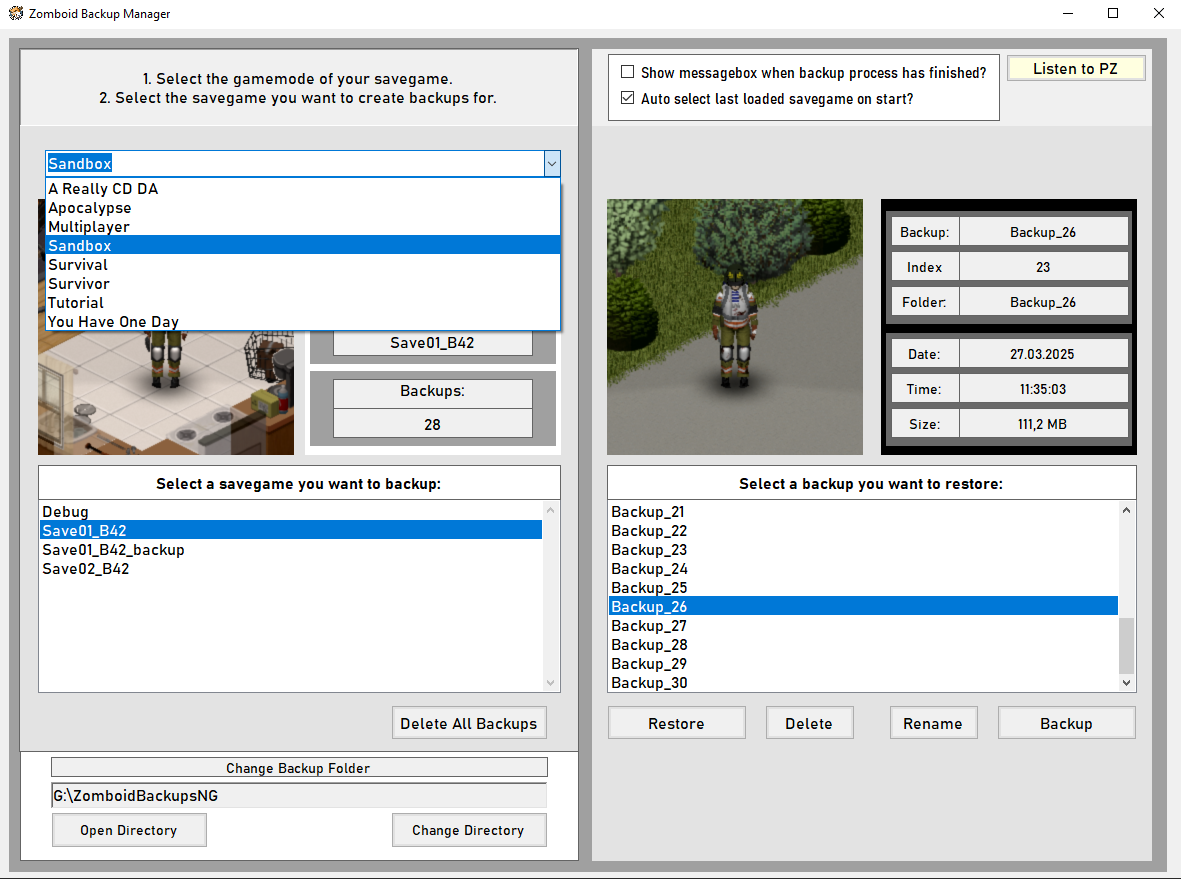 Zomboid Backup Manager
1. Select the gamemode of your savegame.
2. Select the savegame you want to create backups for.
Sandbox
A Really CD DA
Apocalypse
Multiplayer
Sandbox
Survival
Survivor
Tutorial
You Have One Day
Save01_B42
Backups:
28
Select a savegame you want to backup:
Debug
Save01_B42
Save01_B42_backup
Save02_B42
Delete All Backups
Change Backup Folder
G:\ZomboidBackupsNG
Open Directory
Change Directory
Show messagebox when backup process has finished?
Auto select last loaded savegame on start?
Listen to PZ
Backup: Backup_26
Index 23
Folder: Backup_26
Date: 27.03.2025
Time: 11:35:03
Size: 111,2 MB
Select a backup you want to restore:
Backup_21
Backup_22
Backup_23
Backup_24
Backup_25
Backup_26
Backup_27
Backup_28
Backup_29
Backup_30
Restore
Delete
Rename
Backup